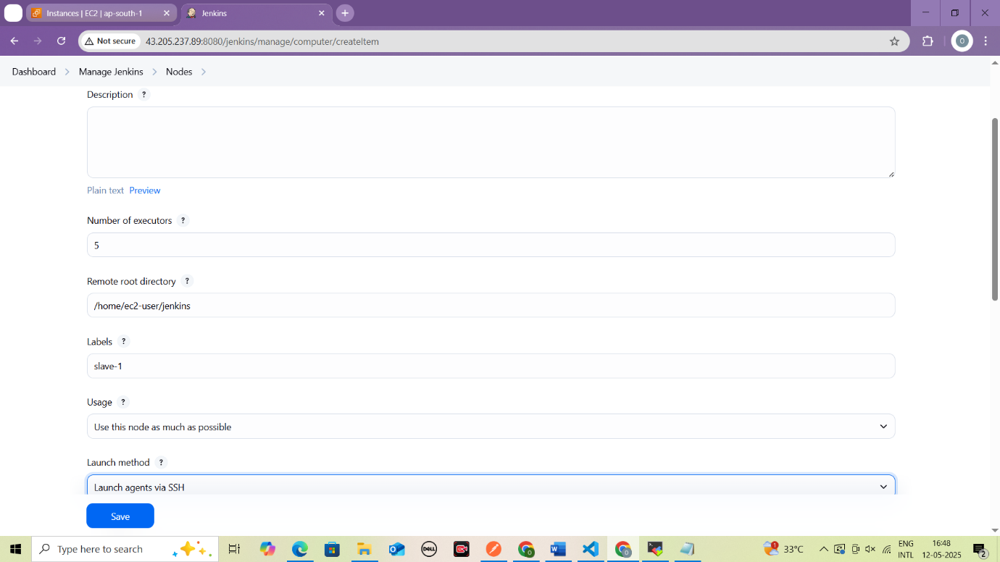 Instances | EC2 | ap-south-1
Jenkins
Not secure
43.205.237.89:8080/jenkins/manage/computer/createItem
O
Dashboard
Manage Jenkins
Nodes
Description ?
Plain text Preview
Number of executors ?
5
Remote root directory ?
/home/ec2-user/jenkins
Labels ?
slave-1
Usage ?
Use this node as much as possible
Launch method ?
Launch agents via SSH
Save
Type here to search
DELL
1
33°C
ENG
INTL
16:48
12-05-2025
2